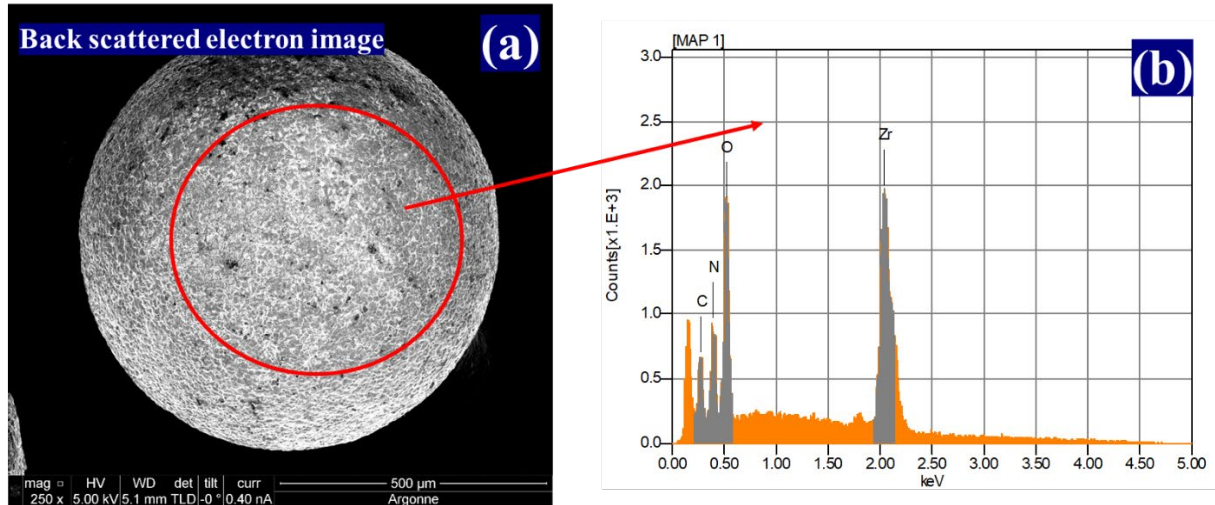 Back scattered electron image
(a)
mag □ HV WD det tilt curr
250 x 5.00 kV 5.1 mm TLD -0 ° 0.40 nA
500 µm
Argonne
[MAP 1]
(b)
3.0
2.5
2.0
1.5
1.0
0.5
0.0
Counts[x1.E+3]
C
N
O
Zr
0.00 0.50 1.00 1.50 2.00 2.50 3.00 3.50 4.00 4.50 5.00
keV